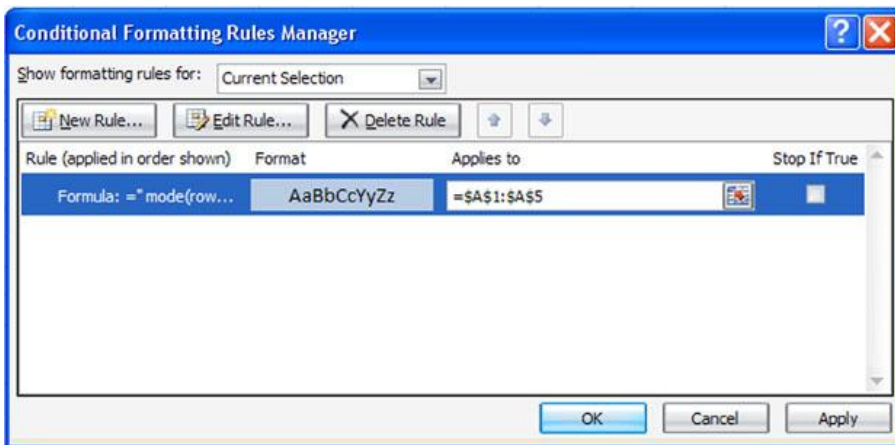 Conditional Formatting Rules Manager
Show formatting rules for: Current Selection
New Rule... Edit Rule... Delete Rule
Rule (applied in order shown) Format Applies to Stop If True
Formula: =" mode(row... AaBbCcYyZz =$A$1:$A$5
OK Cancel Apply